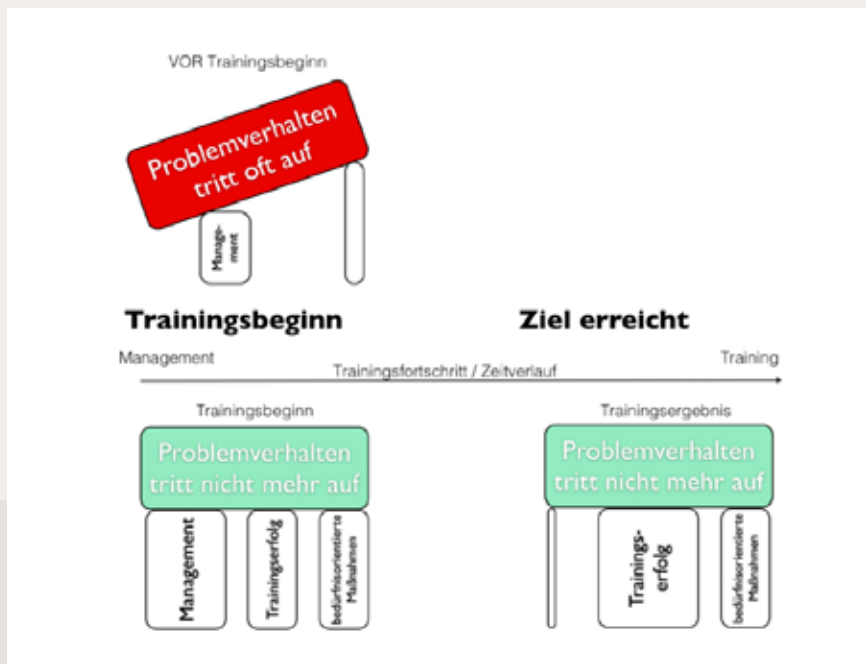 VOR Trainingsbeginn
Problemverhalten
tritt oft auf
Manage-
ment
Trainingsbeginn
Ziel erreicht
Management
Trainingsfortschritt / Zeitverlauf
Training
Trainingsbeginn
Trainingsergebnis
Problemverhalten
tritt nicht mehr auf
Problemverhalten
tritt nicht mehr auf
Management
Trainingserfolg
bedürfnisorientierte
Maßnahmen
Trainings-
erfolg
bedürfnisorientierte
Maßnahmen